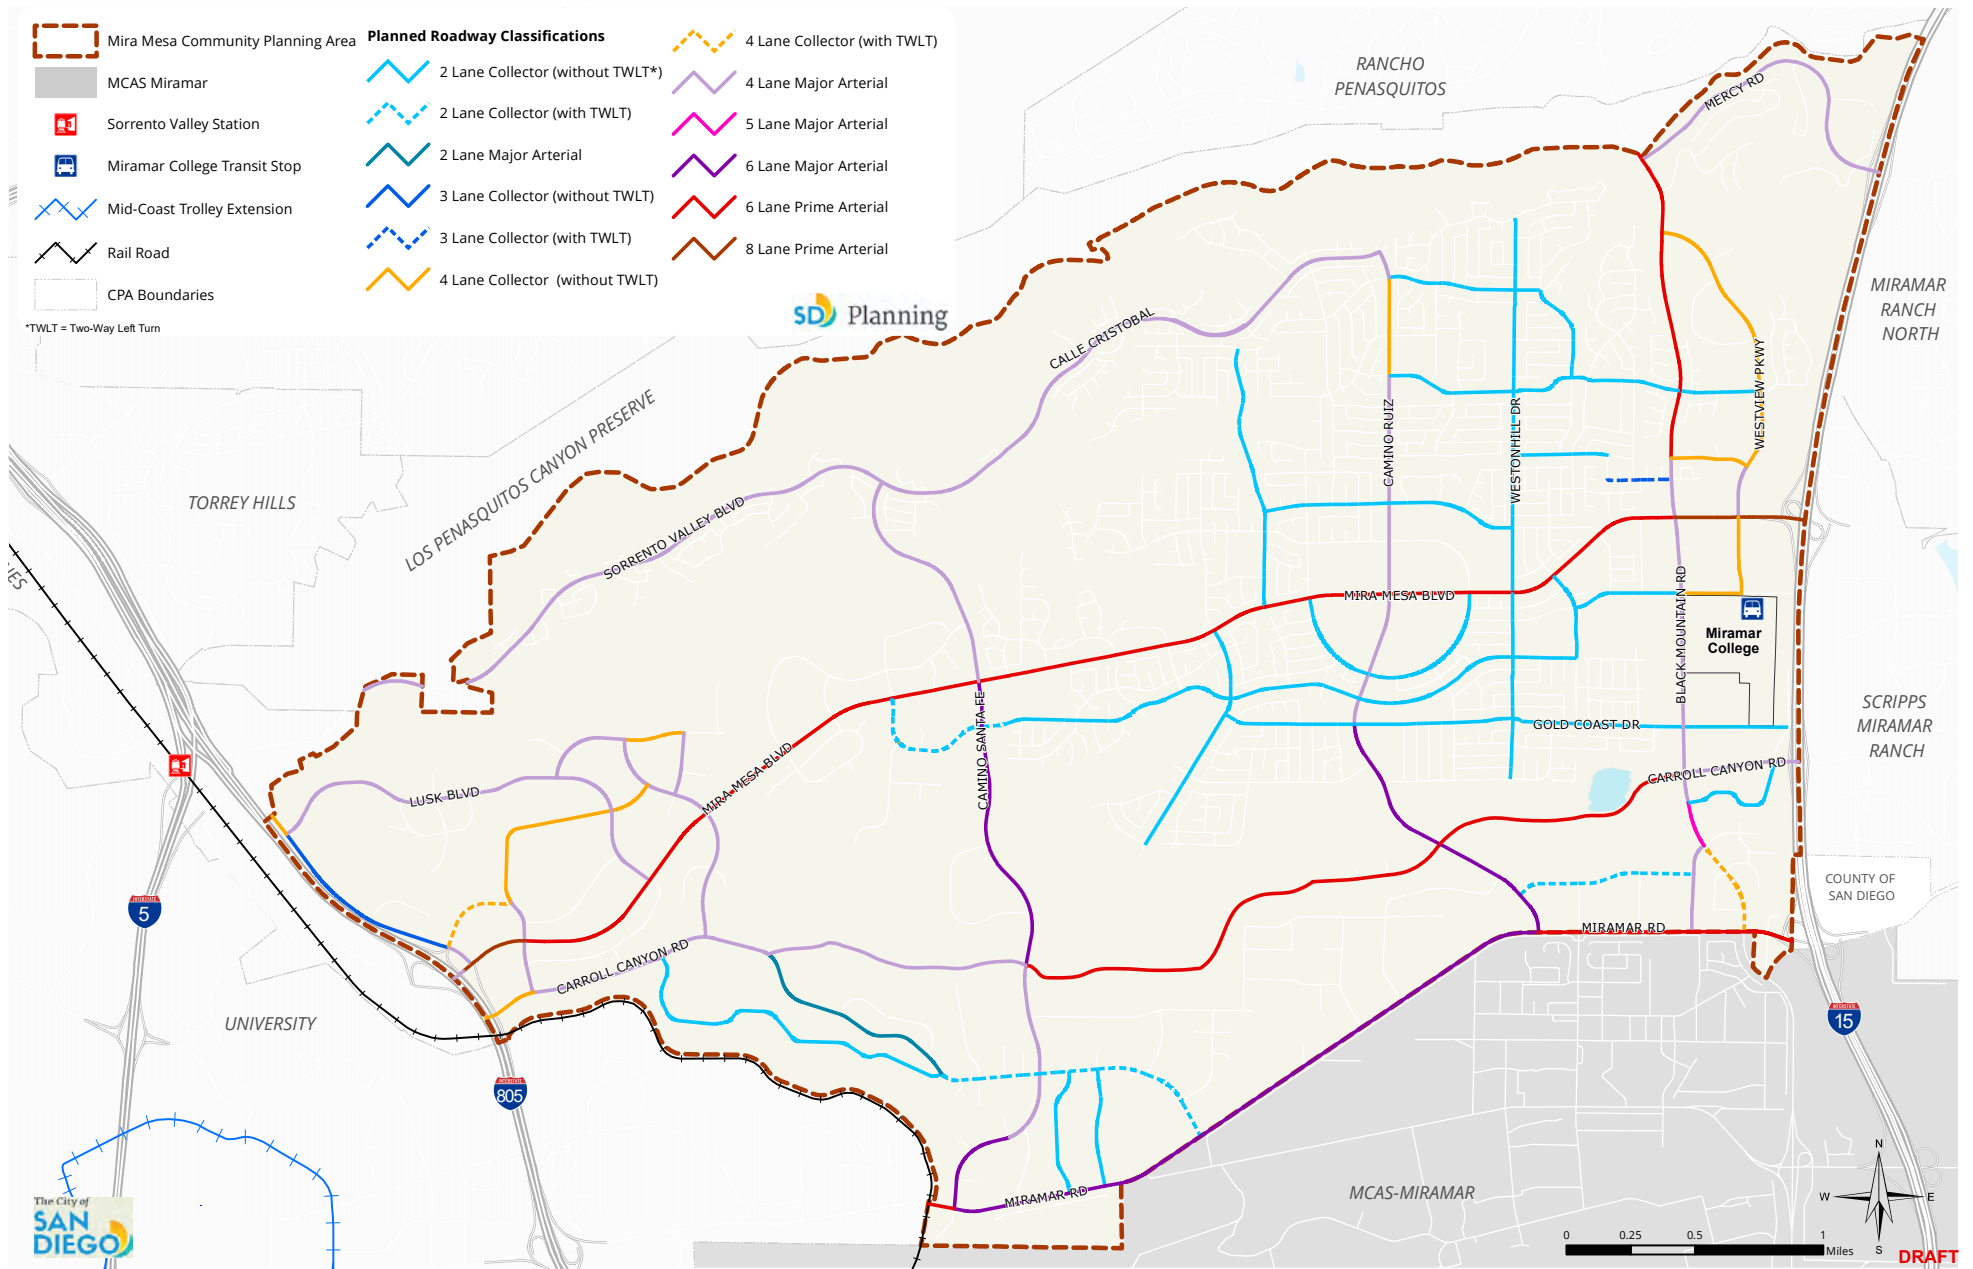 Mira Mesa Community Planning Area
MCAS Miramar
Sorrento Valley Station
Miramar College Transit Stop
Mid-Coast Trolley Extension
Rail Road
CPA Boundaries
*TWLT = Two-Way Left Turn
Planned Roadway Classifications
2 Lane Collector (without TWLT*)
2 Lane Collector (with TWLT)
2 Lane Major Arterial
3 Lane Collector (without TWLT)
3 Lane Collector (with TWLT)
4 Lane Collector (without TWLT)
4 Lane Collector (with TWLT)
4 Lane Major Arterial
5 Lane Major Arterial
6 Lane Major Arterial
6 Lane Prime Arterial
8 Lane Prime Arterial
SD Planning
RANCHO
PENASQUITOS
MERCY RD
MIRAMAR
RANCH
NORTH
CALLE CRISTOBAL
WESTVIEW PKWY
CAMINO RUIZ
WESTONHILL DR
LOS PENASQUITOS CANYON PRESERVE
TORREY HILLS
SORRENTO VALLEY BLVD
MIRA MESA BLVD
BLACK MOUNTAIN RD
Miramar
College
SCRIPPS
MIRAMAR
RANCH
GOLD COAST DR
CAMINO SANTA FE
CARROLL CANYON RD
MIRA MESA BLVD
LUSK BLVD
COUNTY OF
SAN DIEGO
INTERSTATE
5
MIRAMAR RD
CARROLL CANYON RD
UNIVERSITY
INTERSTATE
15
INTERSTATE
805
MIRAMAR RD
MCAS-MIRAMAR
The City of
SAN
DIEGO
N
W
E
S
0
0.25
0.5
1
Miles
DRAFT